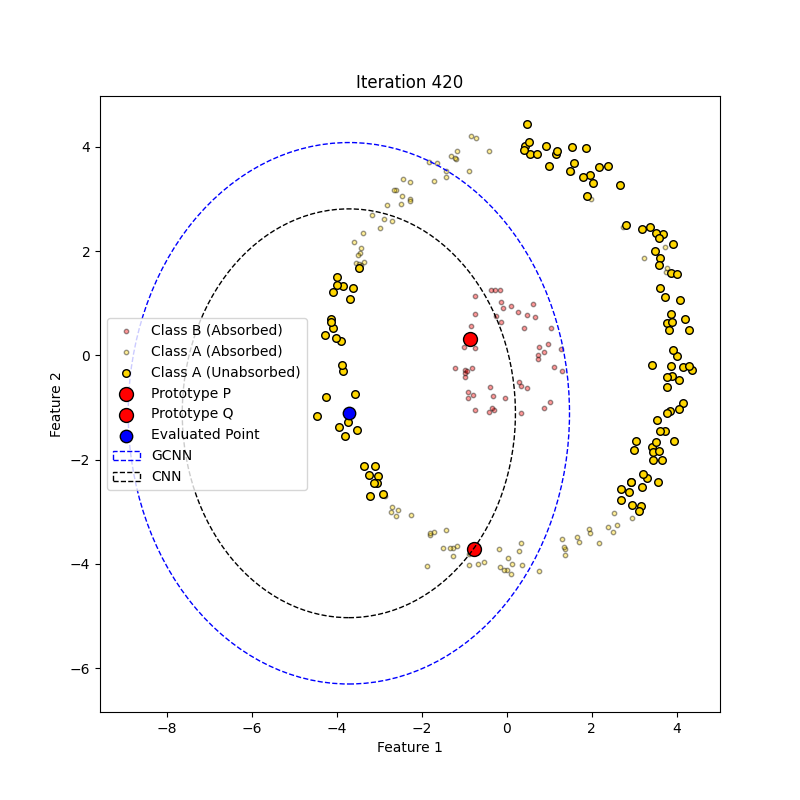 Iteration 420
4
2
0
−2
−4
−6
Feature 2
Class B (Absorbed)
Class A (Absorbed)
Class A (Unabsorbed)
Prototype P
Prototype Q
Evaluated Point
GCNN
CNN
−8 −6 −4 −2 0 2 4
Feature 1